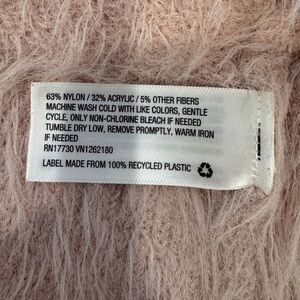 63% NYLON / 32% ACRYLIC / 5% OTHER FIBERS
MACHINE WASH COLD WITH LIKE COLORS, GENTLE
CYCLE, ONLY NON-CHLORINE BLEACH IF NEEDED
TUMBLE DRY LOW, REMOVE PROMPTLY, WARM IRON
IF NEEDED
RN17730 VN1262180
LABEL MADE FROM 100% RECYCLED PLASTIC